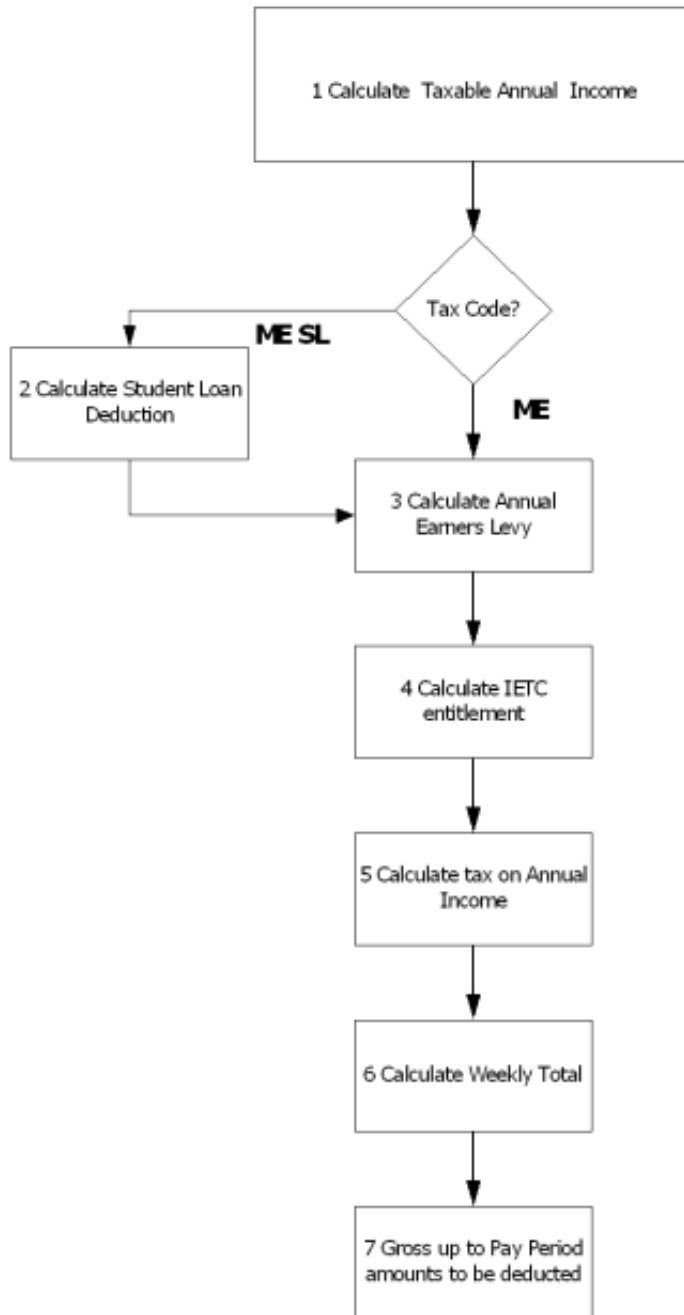 1 Calculate Taxable Annual Income
Tax Code?
ME SL
2 Calculate Student Loan
Deduction
ME
3 Calculate Annual
Earners Levy
4 Calculate IETC
entitlement
5 Calculate tax on Annual
Income
6 Calculate Weekly Total
7 Gross up to Pay Period
amounts to be deducted